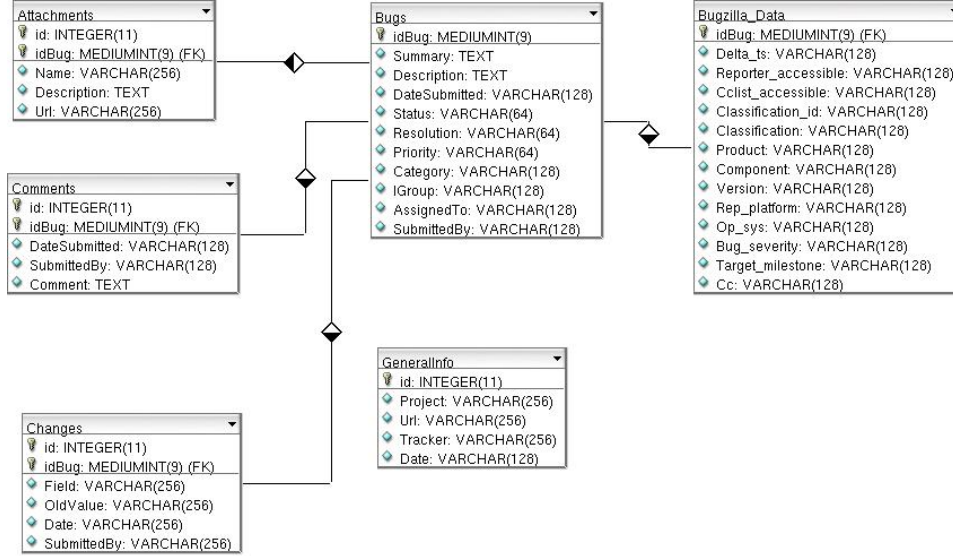 Attachments
id: INTEGER(11)
idBug: MEDIUMINT(9) (FK)
Name: VARCHAR(256)
Description: TEXT
Url: VARCHAR(256)
Bugs
idBug: MEDIUMINT(9)
Summary: TEXT
Description: TEXT
DateSubmitted: VARCHAR(128)
Status: VARCHAR(64)
Resolution: VARCHAR(64)
Priority: VARCHAR(64)
Category: VARCHAR(128)
IGroup: VARCHAR(128)
AssignedTo: VARCHAR(128)
SubmittedBy: VARCHAR(128)
Bugzilla_Data
idBug: MEDIUMINT(9) (FK)
Delta_ts: VARCHAR(128)
Reporter_accessible: VARCHAR(128)
Cclist_accessible: VARCHAR(128)
Classification_id: VARCHAR(128)
Classification: VARCHAR(128)
Product: VARCHAR(128)
Component: VARCHAR(128)
Version: VARCHAR(128)
Rep_platform: VARCHAR(128)
Op_sys: VARCHAR(128)
Bug_severity: VARCHAR(128)
Target_milestone: VARCHAR(128)
Cc: VARCHAR(128)
Comments
id: INTEGER(11)
idBug: MEDIUMINT(9) (FK)
DateSubmitted: VARCHAR(128)
SubmittedBy: VARCHAR(128)
Comment: TEXT
GeneralInfo
id: INTEGER(11)
Project: VARCHAR(256)
Url: VARCHAR(256)
Tracker: VARCHAR(256)
Date: VARCHAR(128)
Changes
id: INTEGER(11)
idBug: MEDIUMINT(9) (FK)
Field: VARCHAR(256)
OldValue: VARCHAR(256)
Date: VARCHAR(256)
SubmittedBy: VARCHAR(256)